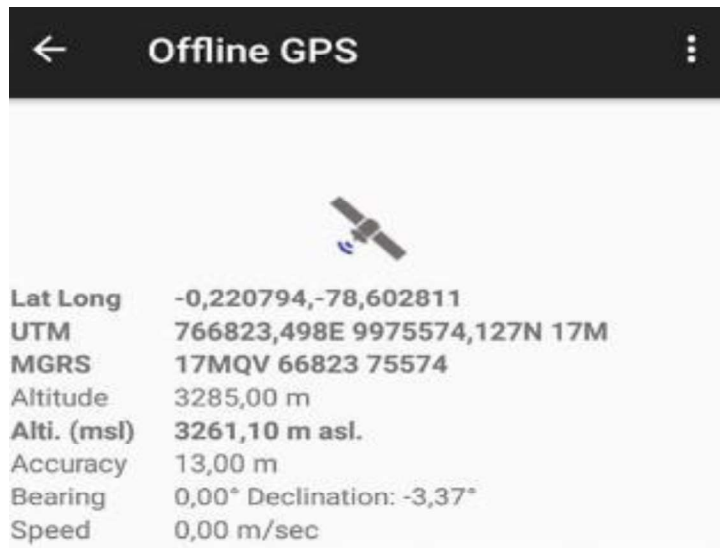 Offline GPS
Lat Long -0,220794,-78,602811
UTM 766823,498E 9975574,127N 17M
MGRS 17MQV 66823 75574
Altitude 3285,00 m
Alti. (msl) 3261,10 m asl.
Accuracy 13,00 m
Bearing 0,00° Declination: -3,37°
Speed 0,00 m/sec